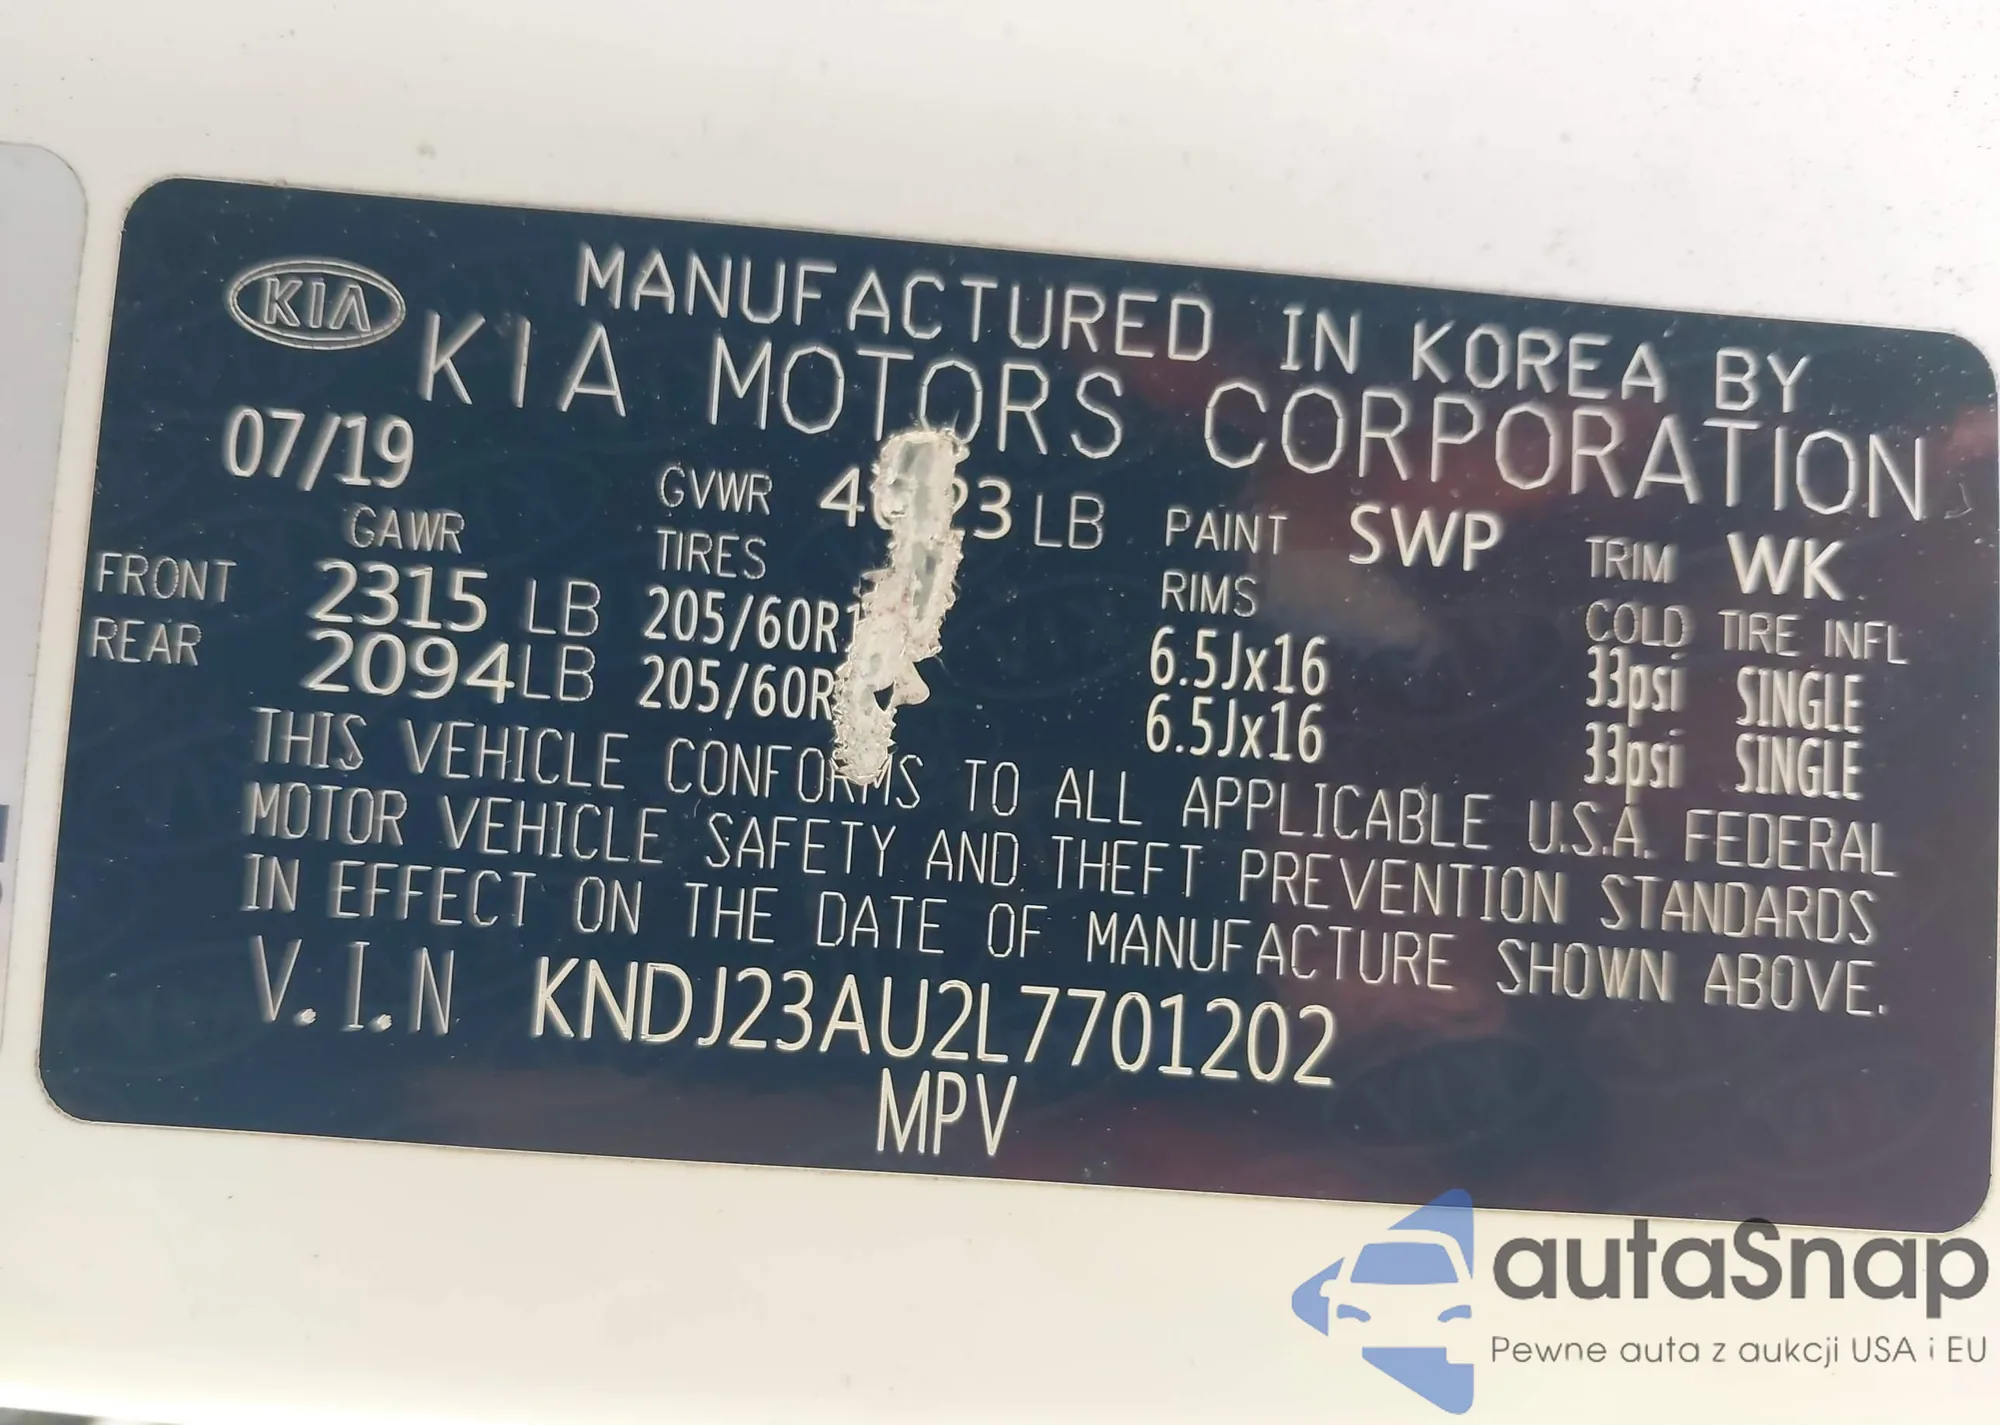 KIA
MANUFACTURED IN KOREA BY
KIA MOTORS CORPORATION
07/19 GVWR LB PAINT SWP TRIM WK
GAWR TIRES RIMS COLD TIRE INFL
FRONT 2315 LB 6.5Jx16 33psi SINGLE
REAR 2094LB 6.5Jx16 33psi SINGLE
THIS VEHICLE CONFORMS TO ALL APPLICABLE U.S.A. FEDERAL
MOTOR VEHICLE SAFETY AND THEFT PREVENTION STANDARDS
IN EFFECT ON THE DATE OF MANUFACTURE SHOWN ABOVE.
V.I.N KNDJ23AU2L7701202
MPV
autaSnap
Pewne auta z aukcji USA i EU